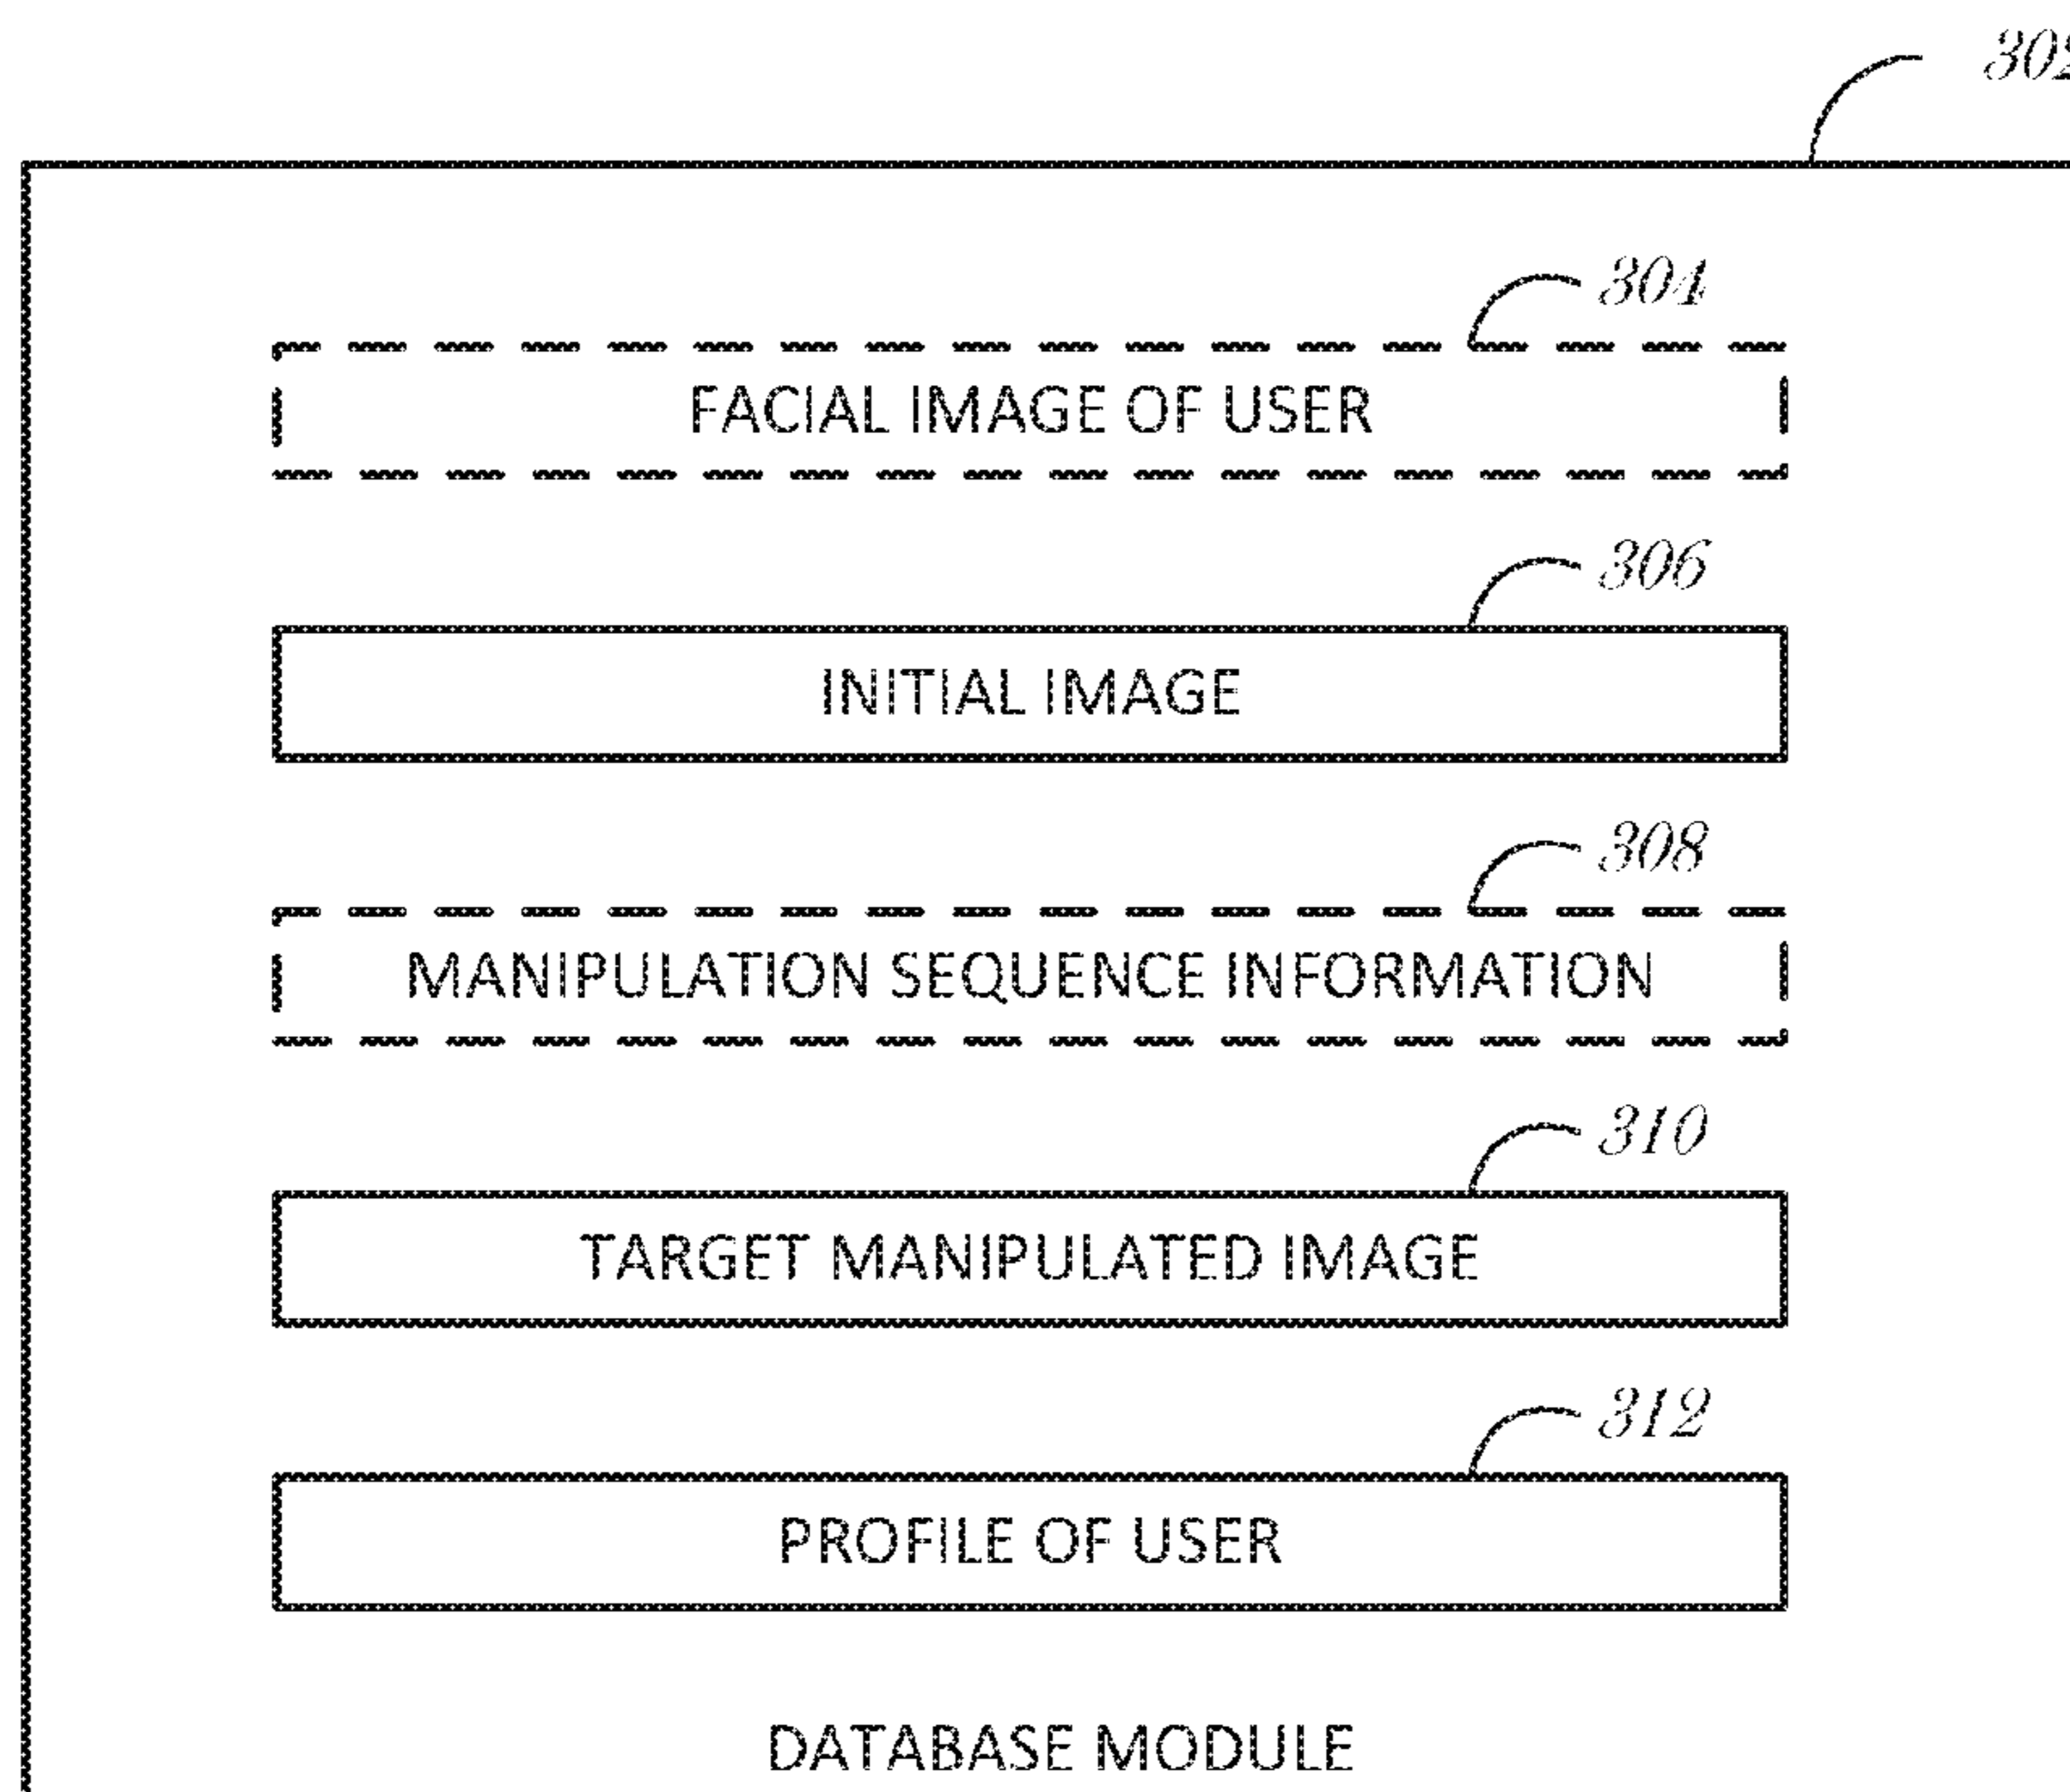 302
304
FACIAL IMAGE OF USER
306
INITIAL IMAGE
308
MANIPULATION SEQUENCE INFORMATION
310
TARGET MANIPULATED IMAGE
312
PROFILE OF USER
DATABASE MODULE